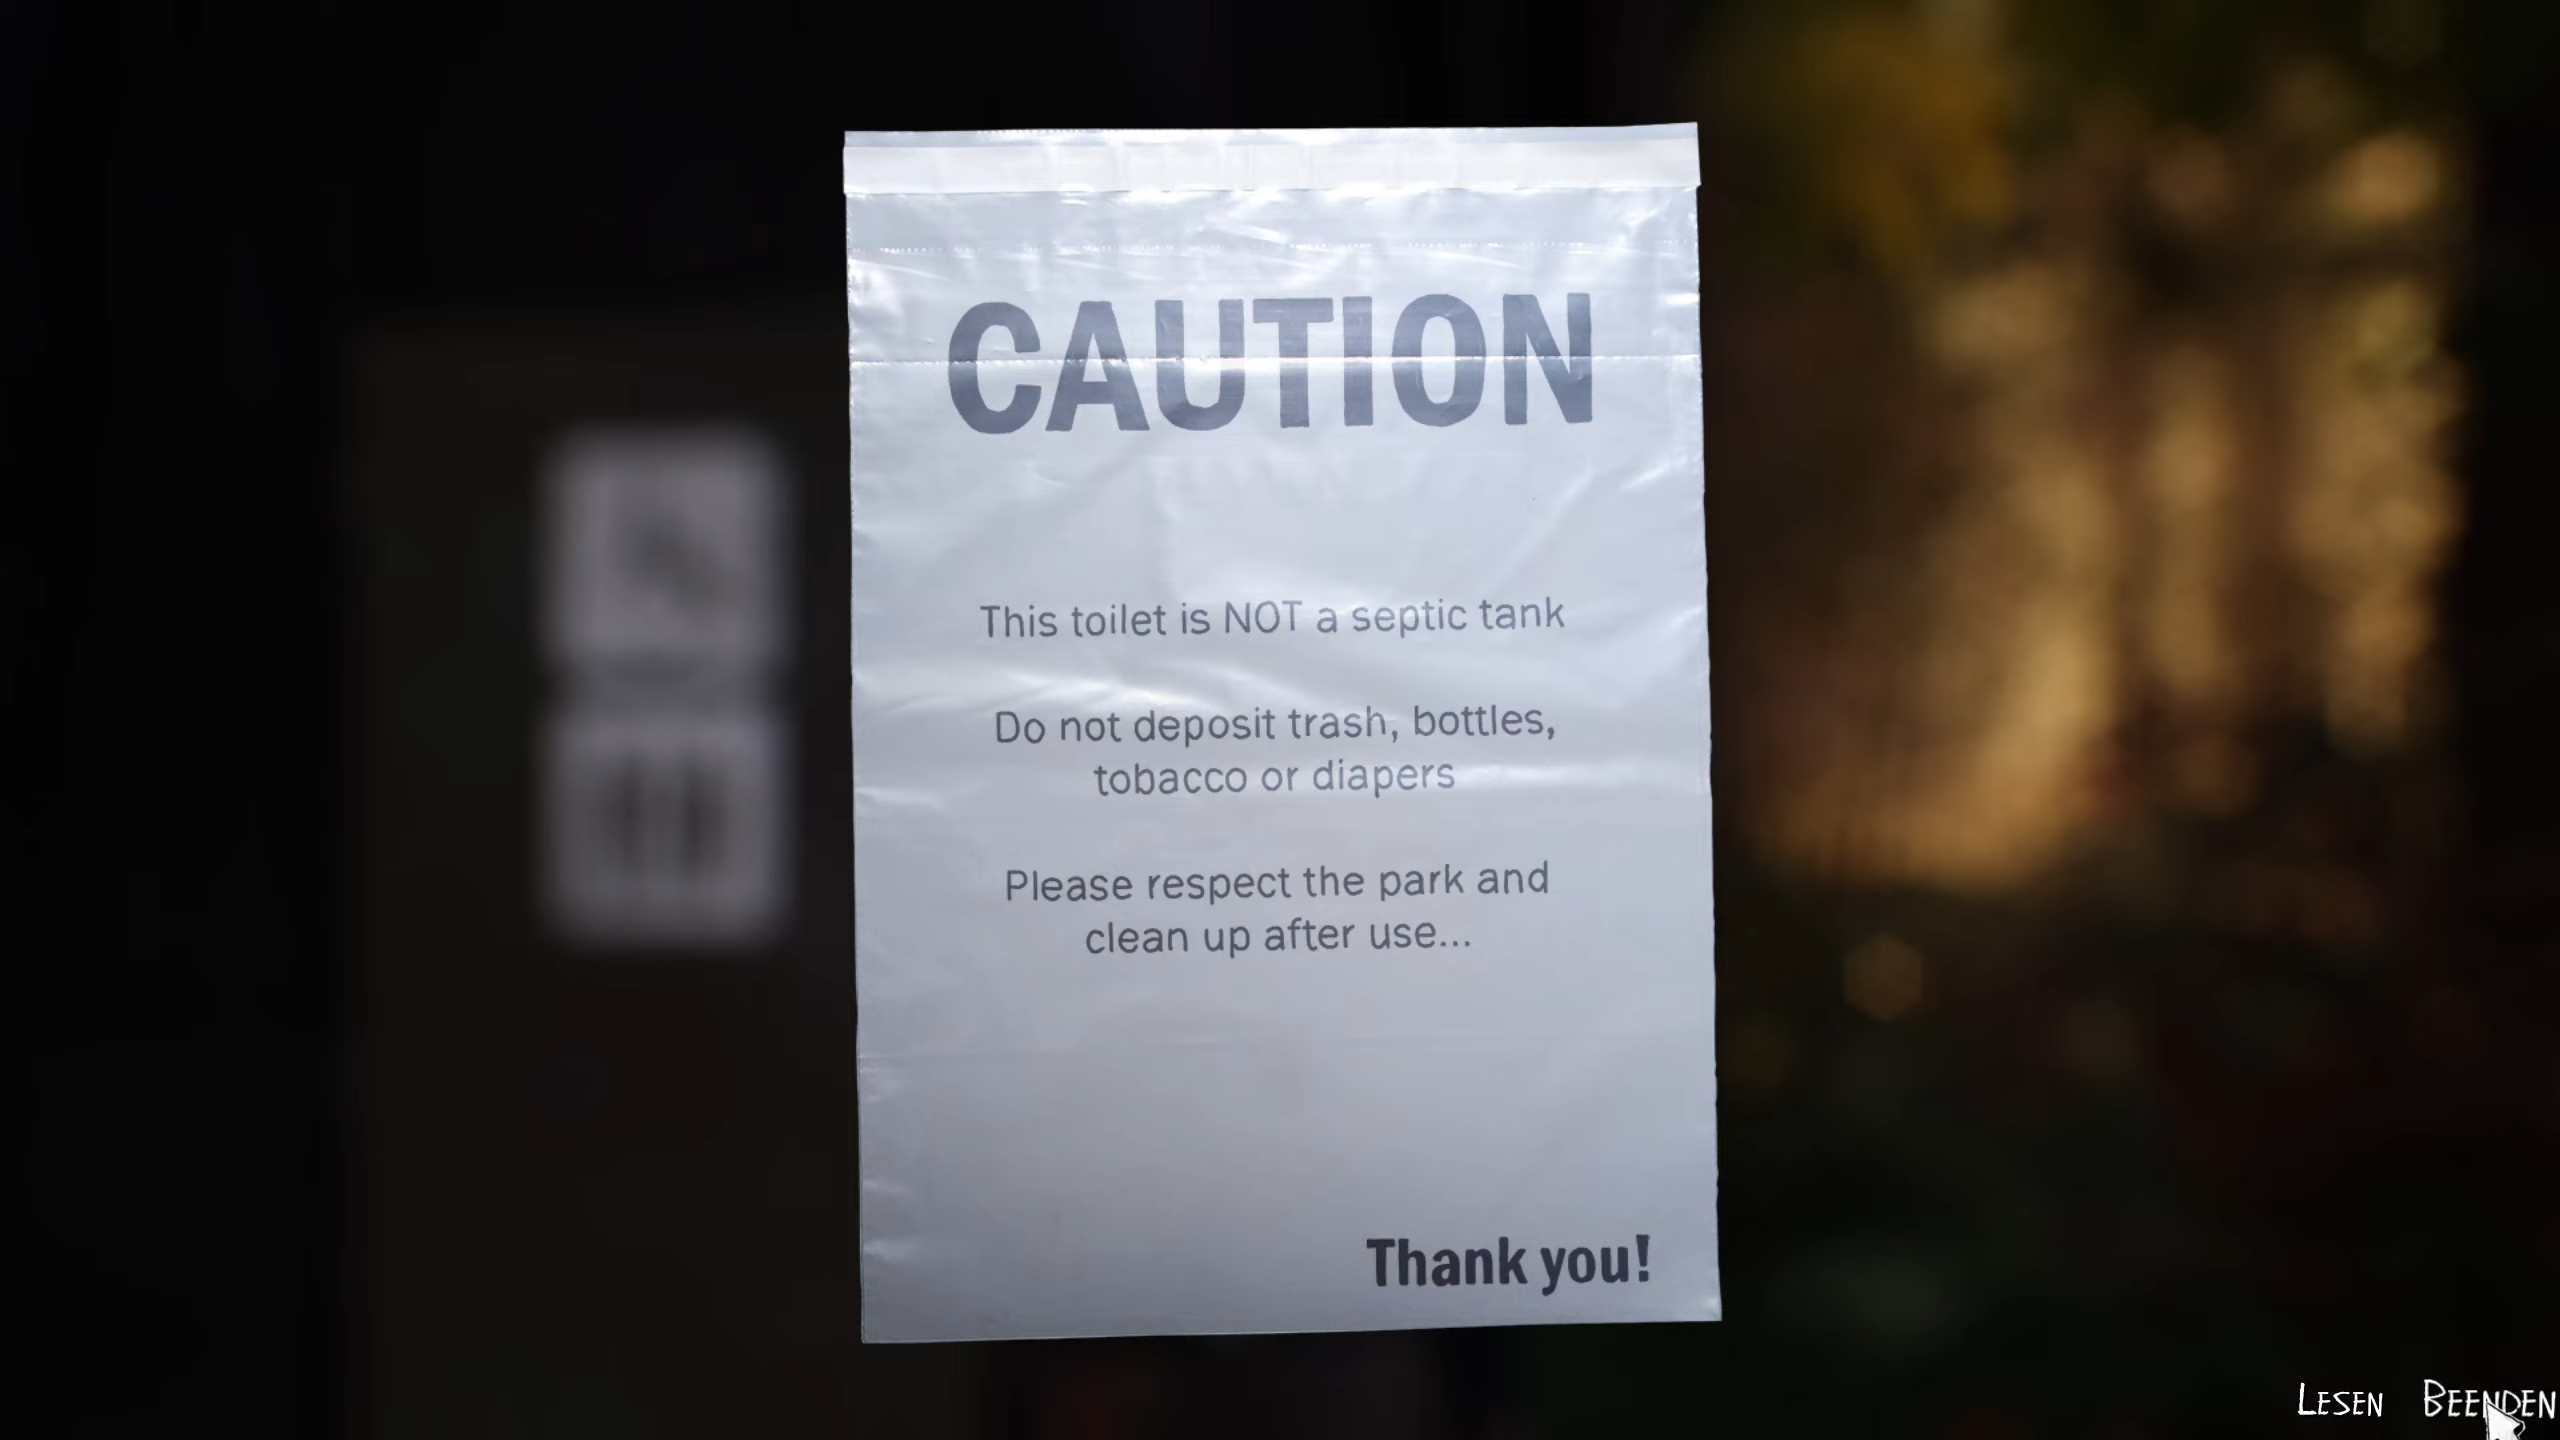 CAUTION
This toilet is NOT a septic tank
Do not deposit trash, bottles,
tobacco or diapers
Please respect the park and
clean up after use...
Thank you!
LESEN BEENDEN